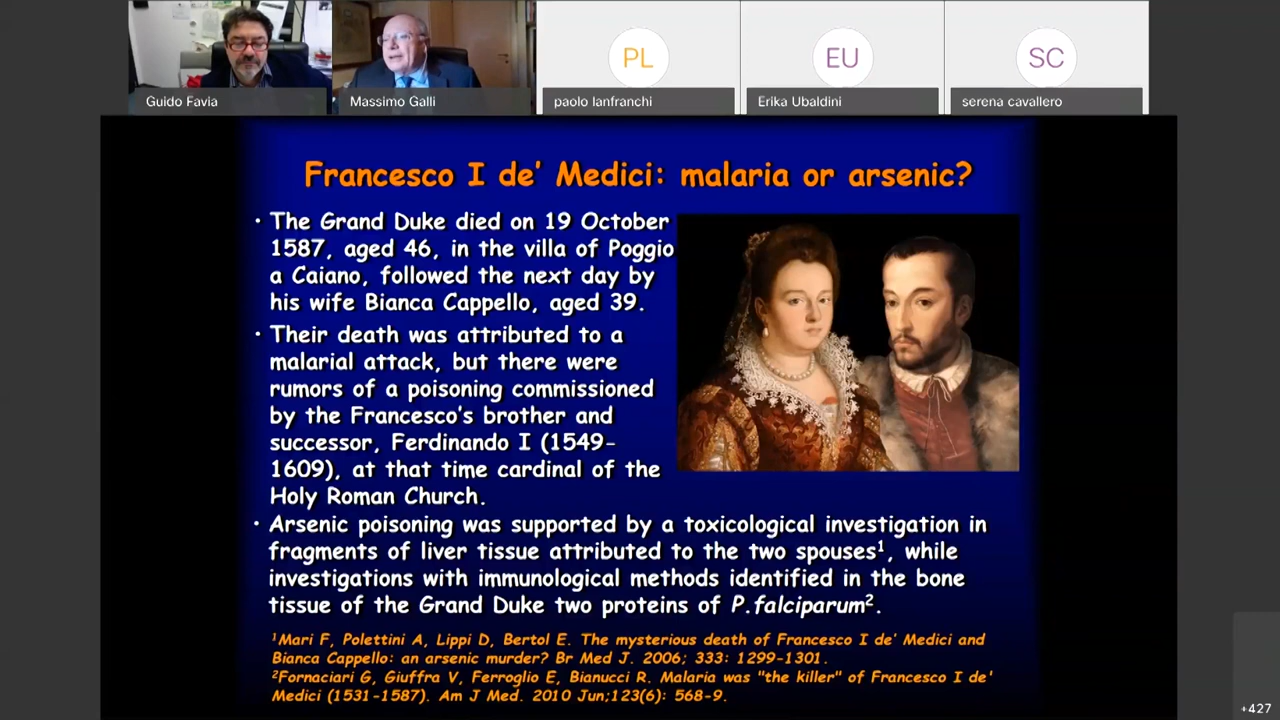 PL
EU
SC
Guido Favia
Massimo Galli
paolo lanfranchi
Erika Ubaldini
serena cavallero
Francesco I de' Medici: malaria or arsenic?
• The Grand Duke died on 19 October
1587, aged 46, in the villa of Poggio
a Caiano, followed the next day by
his wife Bianca Cappello, aged 39.
• Their death was attributed to a
malarial attack, but there were
rumors of a poisoning commissioned
by the Francesco's brother and
successor, Ferdinando I (1549-
1609), at that time cardinal of the
Holy Roman Church.
• Arsenic poisoning was supported by a toxicological investigation in
fragments of liver tissue attributed to the two spouses¹, while
investigations with immunological methods identified in the bone
tissue of the Grand Duke two proteins of P.falciparum².
¹Mari F, Polettini A, Lippi D, Bertol E. The mysterious death of Francesco I de' Medici and
Bianca Cappello: an arsenic murder? Br Med J. 2006; 333: 1299-1301.
²Fornaciari G, Giuffra V, Ferroglio E, Bianucci R. Malaria was "the killer" of Francesco I de'
Medici (1531-1587). Am J Med. 2010 Jun;123(6): 568-9.
+427